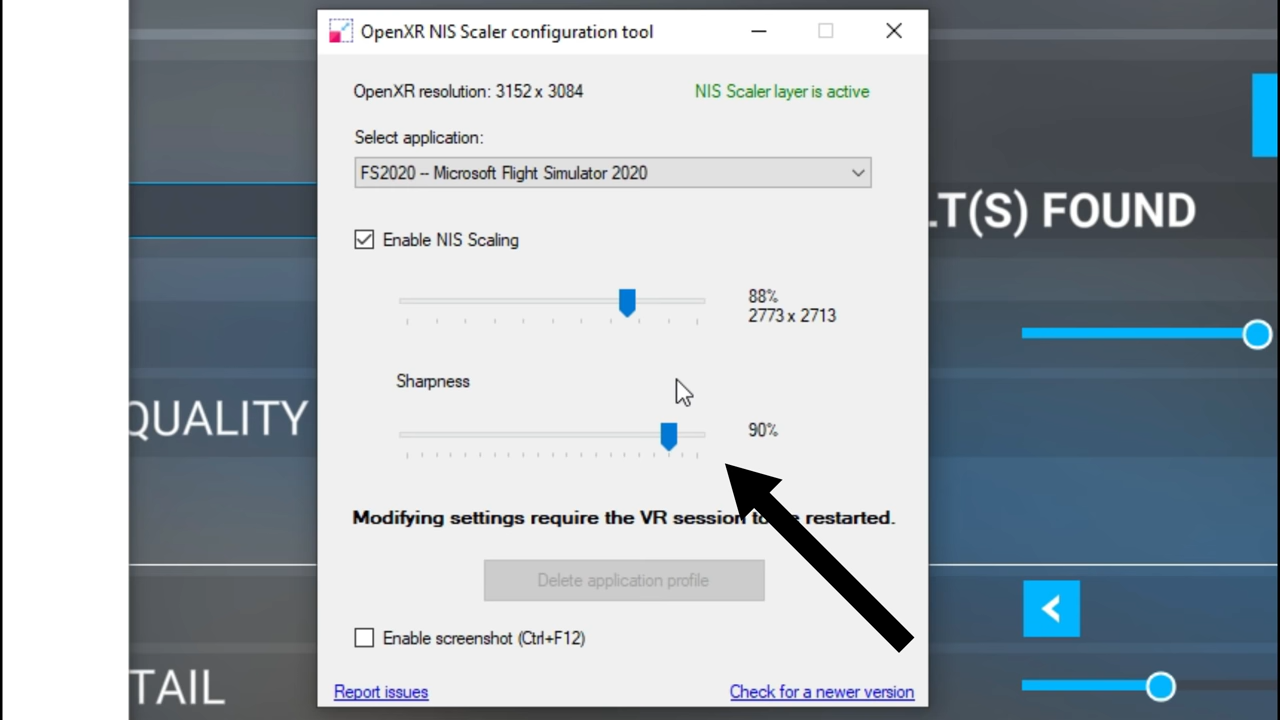 OpenXR NIS Scaler configuration tool
OpenXR resolution: 3152 x 3084
NIS Scaler layer is active
Select application:
FS2020 -- Microsoft Flight Simulator 2020
LT(S) FOUND
Enable NIS Scaling
88%
2773 x 2713
Sharpness
QUALITY
90%
Modifying settings require the VR session to be restarted.
Delete application profile
Enable screenshot (Ctrl+F12)
TAIL
Report issues
Check for a newer version